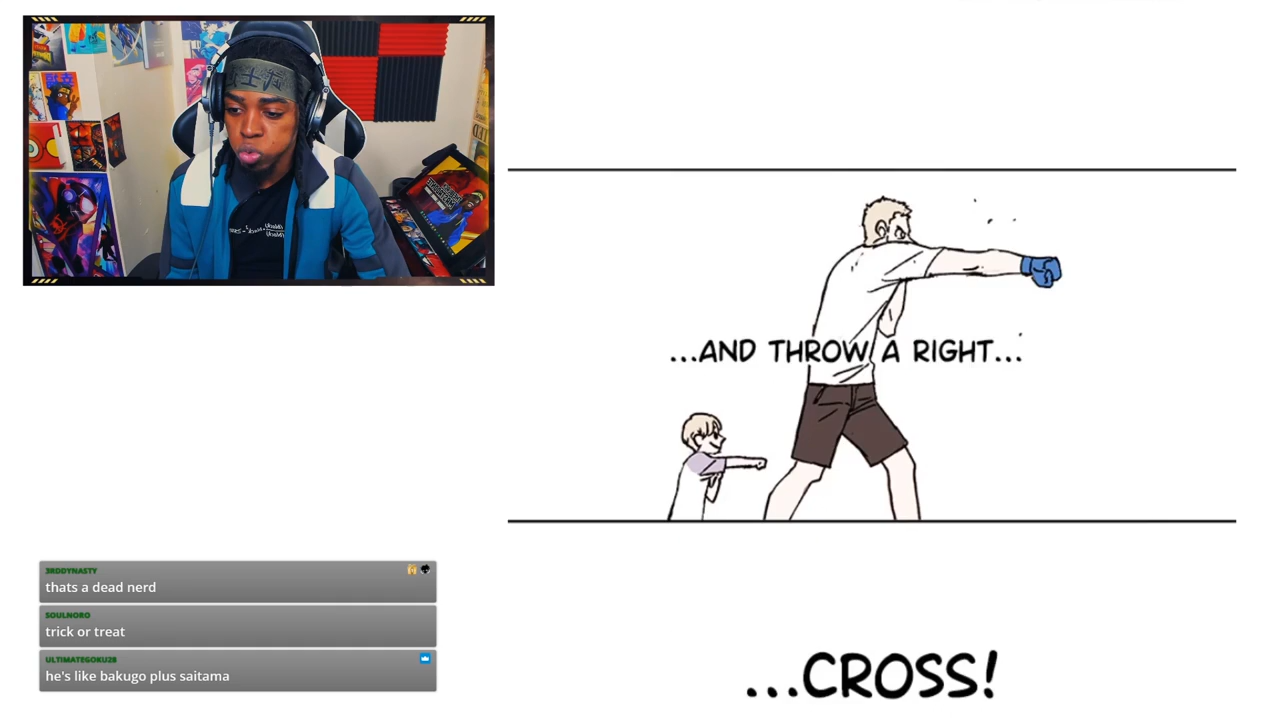 ...AND THROW A RIGHT...
...CROSS!
3RDDYNASTY
thats a dead nerd
SOULNORO
trick or treat
ULTIMATEGOKU28
he's like bakugo plus saitama